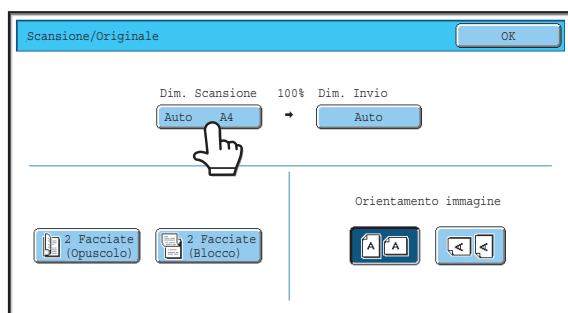 Scansione/Originale
OK
Dim. Scansione 100% Dim. Invio
Auto A4
Auto
Orientamento immagine
2 Facciate
(Opuscolo)
2 Facciate
(Blocco)
A A
A A